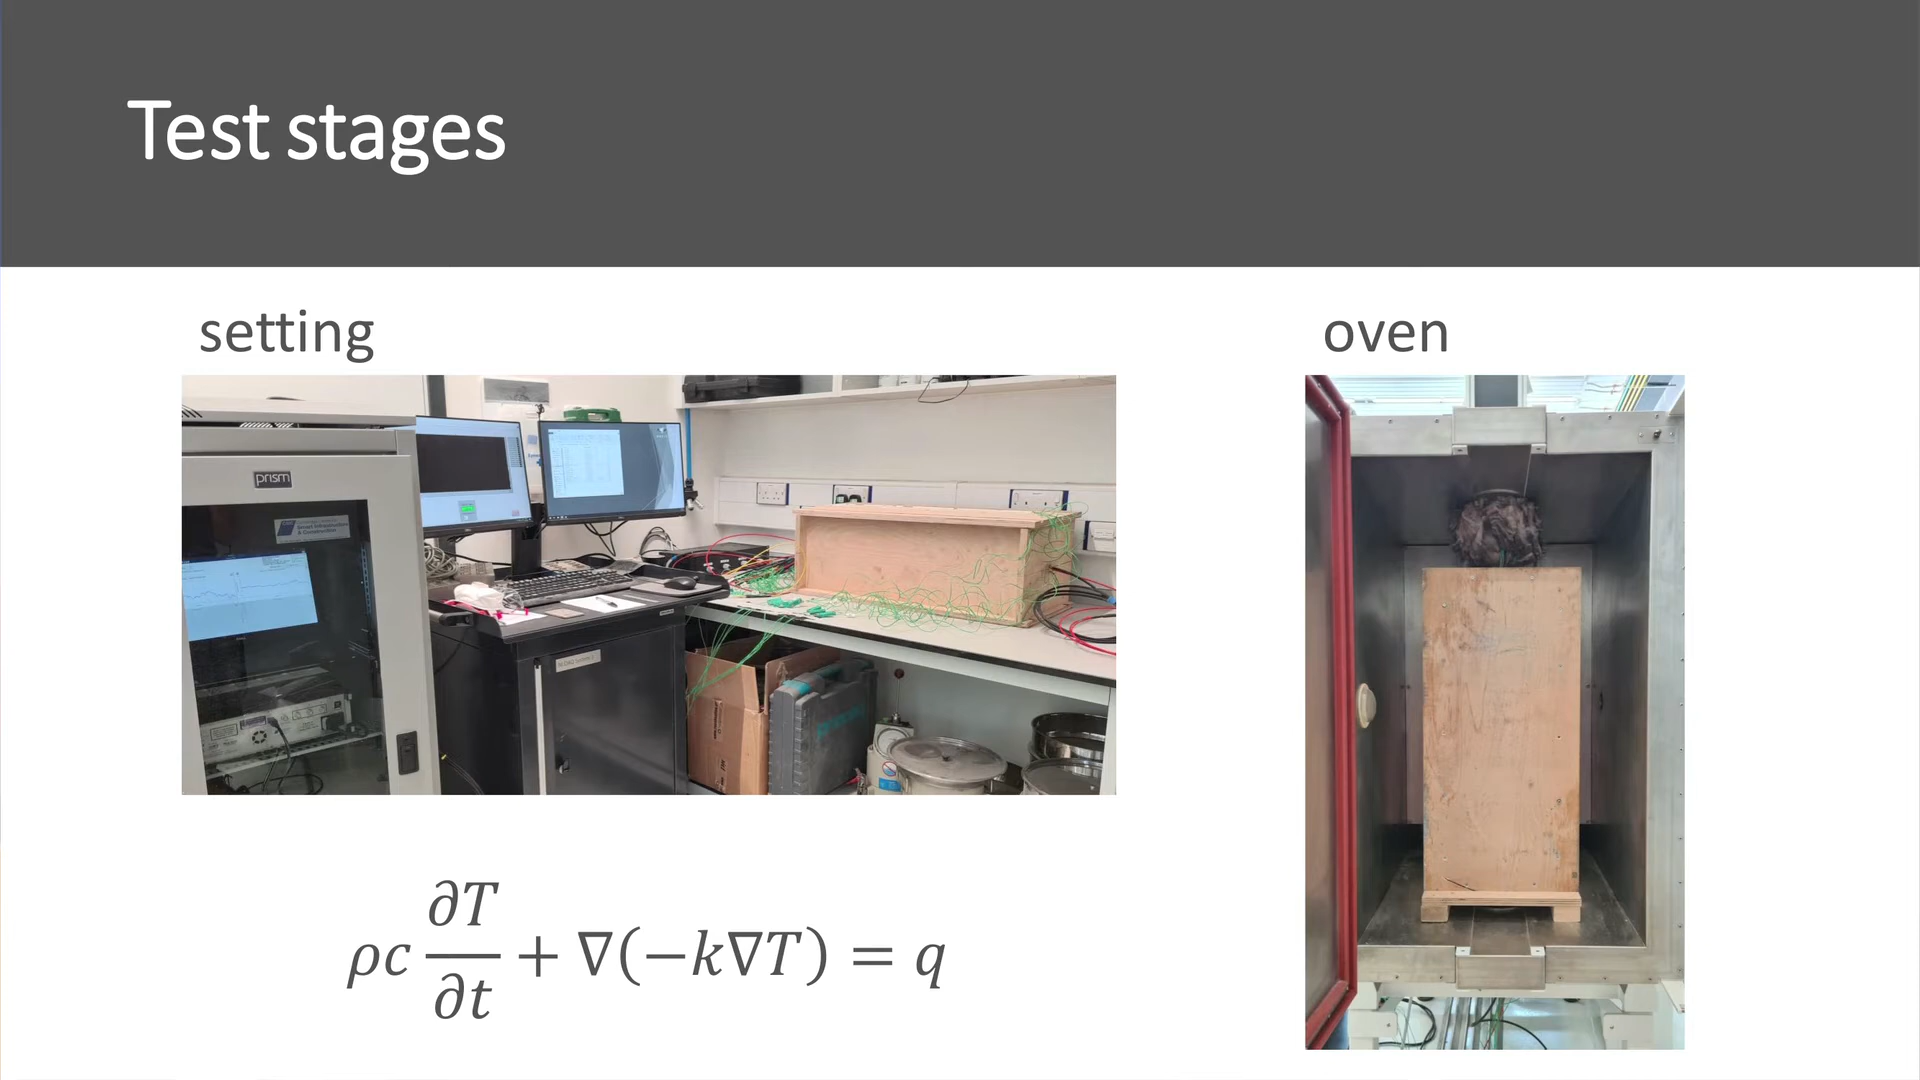 Test stages
setting
oven
prism
ρc ∂T/∂t + ∇(−k∇T) = q